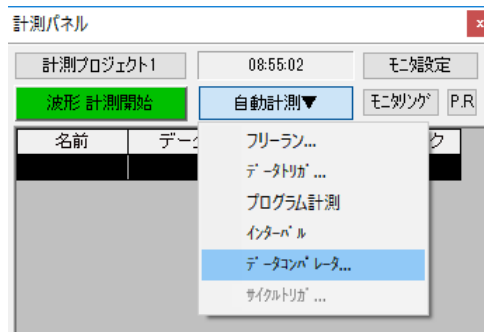 計測パネル
x
計測プロジェクト1
08:55:02
ﾓﾆﾀ設定
波形 計測開始
自動計測▼
ﾓﾆﾀﾘﾝｸﾞ
P.R
名前
データ
ク
フリーラン...
ﾃﾞｰﾀﾄﾘｶﾞ...
プログラム計測
ｲﾝﾀｰﾊﾞﾙ
ﾃﾞｰﾀｺﾝﾊﾟﾚｰﾀ...
ｻｲｸﾙﾄﾘｶﾞ...